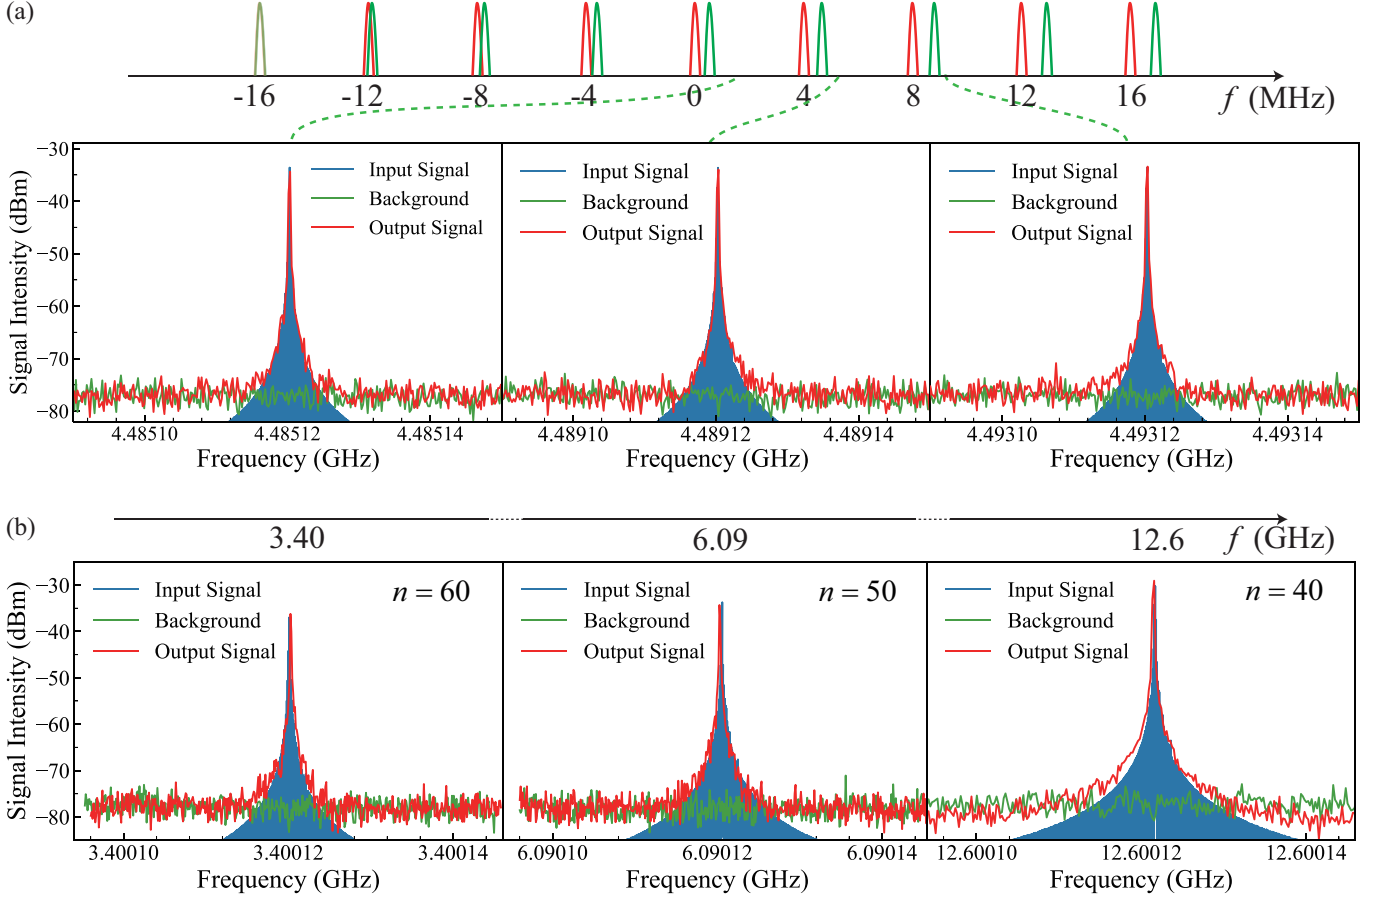 (a)
-16 -12 -8 -4 0 4 8 12 16 f (MHz)
Signal Intensity (dBm)
−30
−40
−50
−60
−70
−80
Input Signal
Background
Output Signal
4.48510 4.48512 4.48514
Frequency (GHz)
Input Signal
Background
Output Signal
4.48910 4.48912 4.48914
Frequency (GHz)
Input Signal
Background
Output Signal
4.49310 4.49312 4.49314
Frequency (GHz)
(b)
3.40 6.09 12.6 f (GHz)
Signal Intensity (dBm)
−30
−40
−50
−60
−70
−80
Input Signal
Background
Output Signal
n = 60
3.40010 3.40012 3.40014
Frequency (GHz)
Input Signal
Background
Output Signal
n = 50
6.09010 6.09012 6.09014
Frequency (GHz)
Input Signal
Background
Output Signal
n = 40
12.60010 12.60012 12.60014
Frequency (GHz)